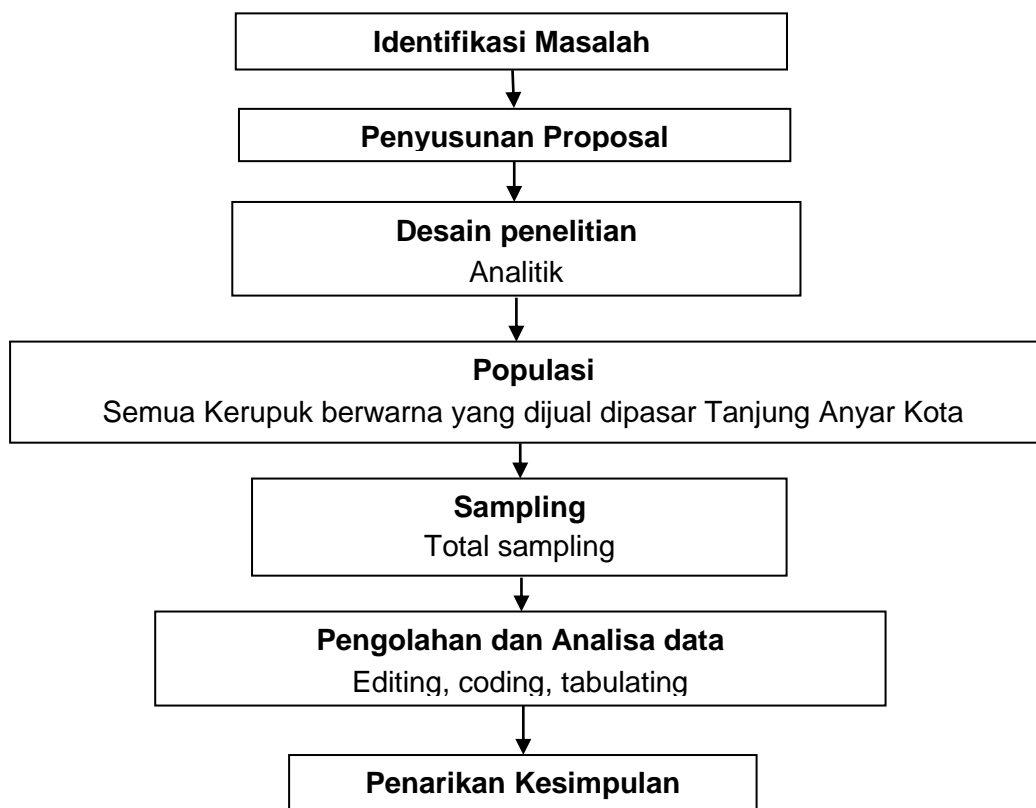 Identifikasi Masalah
Penyusunan Proposal
Desain penelitian
Analitik
Populasi
Semua Kerupuk berwarna yang dijual dipasar Tanjung Anyar Kota
Sampling
Total sampling
Pengolahan dan Analisa data
Editing, coding, tabulating
Penarikan Kesimpulan